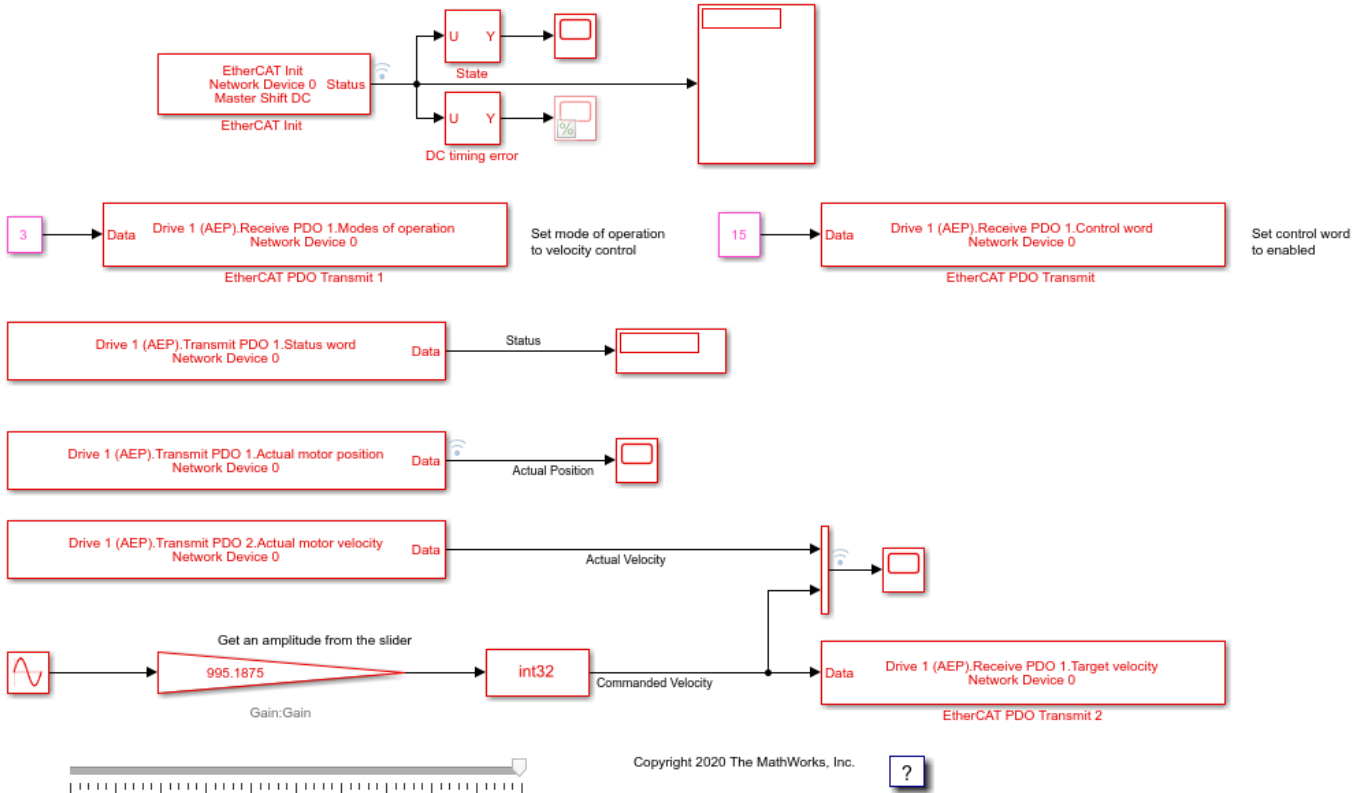 U Y
State
EtherCAT Init
Network Device 0 Status
Master Shift DC
EtherCAT Init
U Y
%
DC timing error
3
Data Drive 1 (AEP).Receive PDO 1.Modes of operation
Network Device 0
EtherCAT PDO Transmit 1
Set mode of operation
to velocity control
15
Data Drive 1 (AEP).Receive PDO 1.Control word
Network Device 0
EtherCAT PDO Transmit
Set control word
to enabled
Drive 1 (AEP).Transmit PDO 1.Status word
Network Device 0
Data
Status
Drive 1 (AEP).Transmit PDO 1.Actual motor position
Network Device 0
Data
Actual Position
Drive 1 (AEP).Transmit PDO 2.Actual motor velocity
Network Device 0
Data
Actual Velocity
Get an amplitude from the slider
995.1875
Gain:Gain
int32
Commanded Velocity
Data Drive 1 (AEP).Receive PDO 1.Target velocity
Network Device 0
EtherCAT PDO Transmit 2
Copyright 2020 The MathWorks, Inc.
?